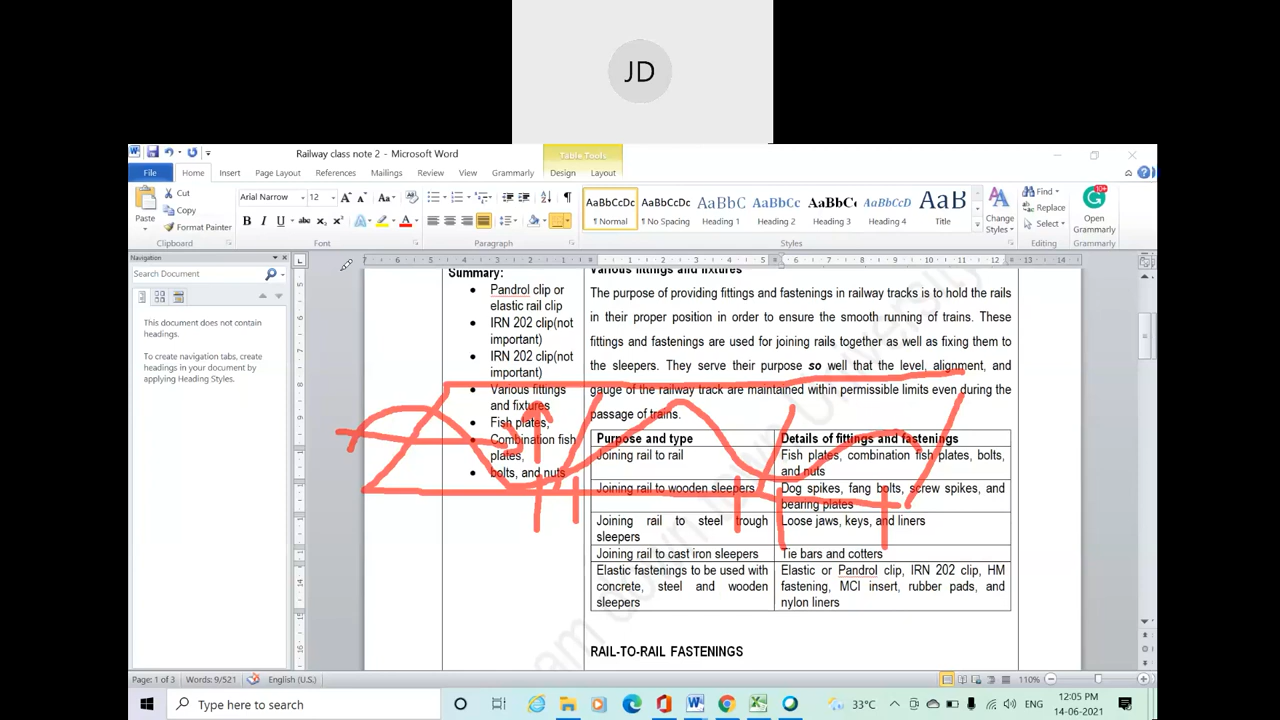 JD
Railway class note 2 - Microsoft Word
Table Tools
File Home Insert Page Layout References Mailings Review View Grammarly Design Layout
Cut
Copy
Format Painter
Paste
Clipboard
Arial Narrow 12
Font
Paragraph
AaBbCcDc AaBbCcDc AaBbC AaBbCc AaBbC AaBbCcD AaB
¶ Normal ¶ No Spacing Heading 1 Heading 2 Heading 3 Heading 4 Title
Styles
Change
Styles
Find
Replace
Select
Editing
Open
Grammarly
Grammarly
Navigation
Search Document
This document does not contain
headings.
To create navigation tabs, create
headings in your document by
applying Heading Styles.
Summary:
Pandrol clip or
elastic rail clip
IRN 202 clip(not
important)
IRN 202 clip(not
important)
Various fittings
and fixtures
Fish plates,
Combination fish
plates,
bolts, and nuts
Various fittings and fixtures
The purpose of providing fittings and fastenings in railway tracks is to hold the rails
in their proper position in order to ensure the smooth running of trains. These
fittings and fastenings are used for joining rails together as well as fixing them to
the sleepers. They serve their purpose so well that the level, alignment, and
gauge of the railway track are maintained within permissible limits even during the
passage of trains.
Purpose and type Details of fittings and fastenings
Joining rail to rail Fish plates, combination fish plates, bolts,
and nuts
Joining rail to wooden sleepers Dog spikes, fang bolts, screw spikes, and
bearing plates
Joining rail to steel trough Loose jaws, keys, and liners
sleepers
Joining rail to cast iron sleepers Tie bars and cotters
Elastic fastenings to be used with Elastic or Pandrol clip, IRN 202 clip, HM
concrete, steel and wooden fastening, MCI insert, rubber pads, and
sleepers nylon liners
RAIL-TO-RAIL FASTENINGS
Page: 1 of 3 Words: 9/521 English (U.S.) 110%
Type here to search
33°C ENG
12:05 PM
14-06-2021